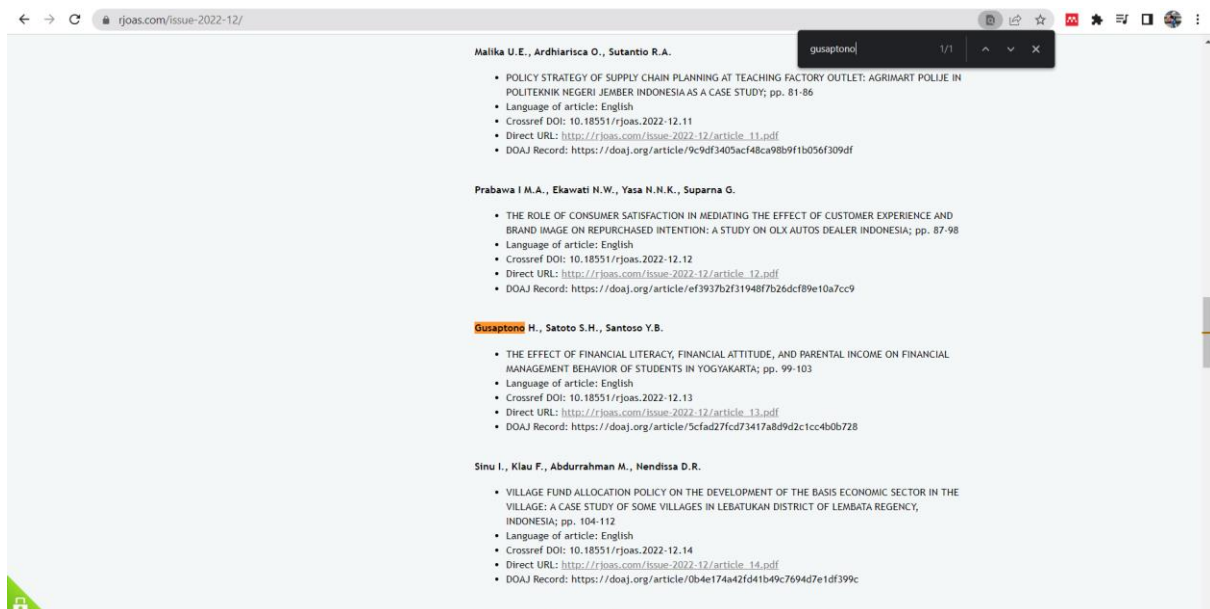 rjoas.com/issue-2022-12/
gusaptono 1/1
Malika U.E., Ardhiarisca O., Sutantio R.A.
• POLICY STRATEGY OF SUPPLY CHAIN PLANNING AT TEACHING FACTORY OUTLET: AGRIMART POLIJE IN
POLITEKNIK NEGERI JEMBER INDONESIA AS A CASE STUDY; pp. 81-86
• Language of article: English
• Crossref DOI: 10.18551/rjoas.2022-12.11
• Direct URL: http://rjoas.com/issue-2022-12/article_11.pdf
• DOAJ Record: https://doaj.org/article/9c9df3405acf48ca98b9f1b056f309df
Prabawa I M.A., Ekawati N.W., Yasa N.N.K., Suparna G.
• THE ROLE OF CONSUMER SATISFACTION IN MEDIATING THE EFFECT OF CUSTOMER EXPERIENCE AND
BRAND IMAGE ON REPURCHASED INTENTION: A STUDY ON OLX AUTOS DEALER INDONESIA; pp. 87-98
• Language of article: English
• Crossref DOI: 10.18551/rjoas.2022-12.12
• Direct URL: http://rjoas.com/issue-2022-12/article_12.pdf
• DOAJ Record: https://doaj.org/article/ef3937b2f31948f7b26dcf89e10a7cc9
Gusaptono H., Satoto S.H., Santoso Y.B.
• THE EFFECT OF FINANCIAL LITERACY, FINANCIAL ATTITUDE, AND PARENTAL INCOME ON FINANCIAL
MANAGEMENT BEHAVIOR OF STUDENTS IN YOGYAKARTA; pp. 99-103
• Language of article: English
• Crossref DOI: 10.18551/rjoas.2022-12.13
• Direct URL: http://rjoas.com/issue-2022-12/article_13.pdf
• DOAJ Record: https://doaj.org/article/5cfad27fcd73417a8d9d2c1cc4b0b728
Sinu I., Klau F., Abdurrahman M., Nendissa D.R.
• VILLAGE FUND ALLOCATION POLICY ON THE DEVELOPMENT OF THE BASIS ECONOMIC SECTOR IN THE
VILLAGE: A CASE STUDY OF SOME VILLAGES IN LEBATUKAN DISTRICT OF LEMBATA REGENCY,
INDONESIA; pp. 104-112
• Language of article: English
• Crossref DOI: 10.18551/rjoas.2022-12.14
• Direct URL: http://rjoas.com/issue-2022-12/article_14.pdf
• DOAJ Record: https://doaj.org/article/0b4e174a42fd41b49c7694d7e1df399c